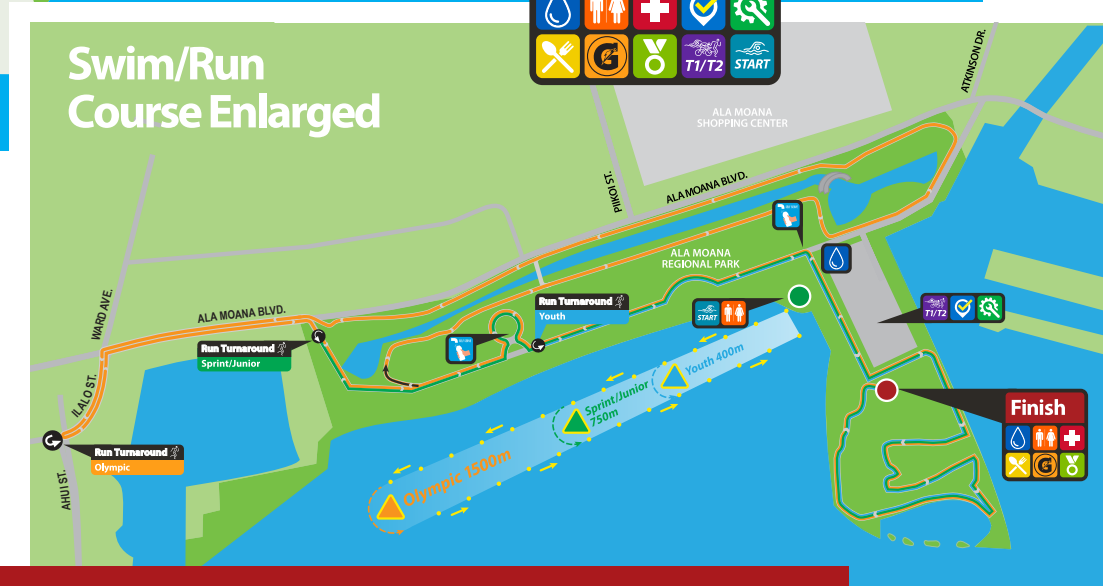 T1/T2
START
Swim/Run
Course Enlarged
ATKINSON DR.
ALA MOANA
SHOPPING CENTER
PIIKOI ST.
ALA MOANA BLVD.
ALA MOANA
REGIONAL PARK
WARD AVE.
ALA MOANA BLVD.
Run Turnaround
Youth
START
T1/T2
Run Turnaround
Sprint/Junior
Youth 400m
Sprint/Junior
750m
ILALO ST.
Finish
G
Run Turnaround
Olympic
Olympic 1500m
AHUI ST.